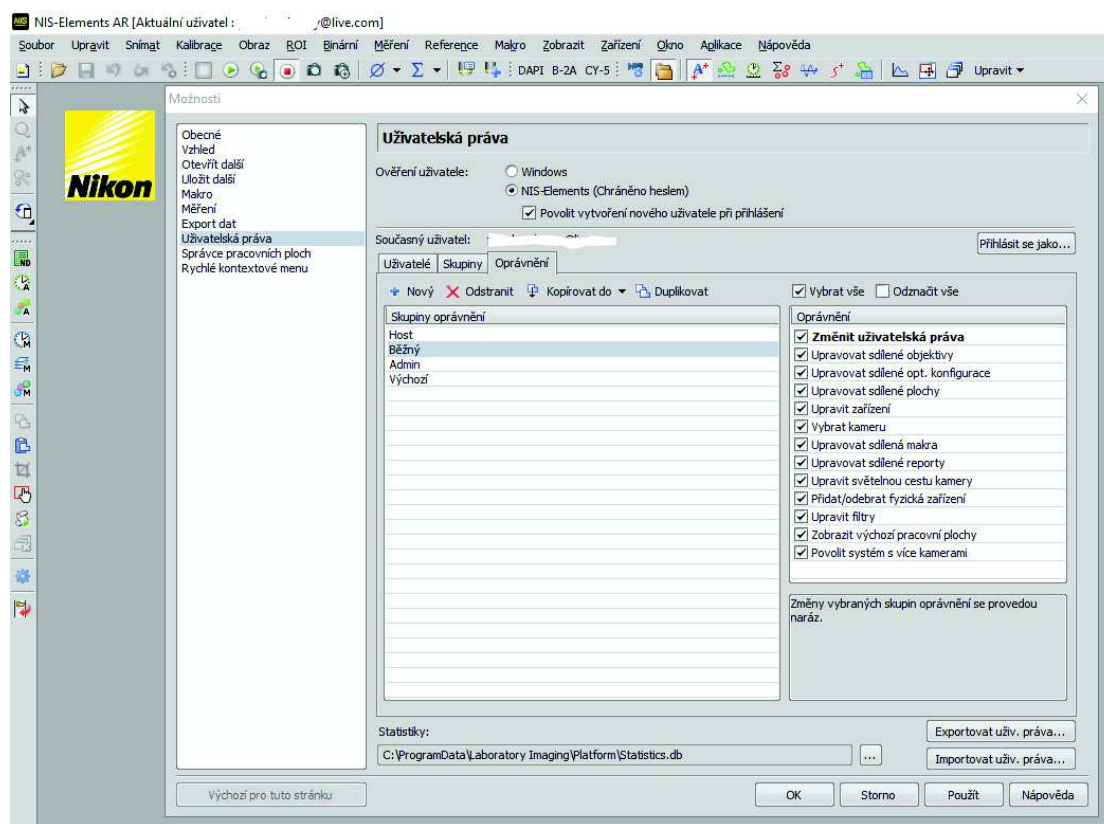 NIS-Elements AR [Aktuální uživatel : @live.com]
Soubor Upravit Snímat Kalibrace Obraz ROI Binární Měření Reference Makro Zobrazit Zařízení Okno Aplikace Nápověda
DAPI B-2A CY-5 Upravit
Možnosti
Nikon
Obecné
Vzhled
Otevřít další
Uložit další
Makro
Měření
Export dat
Uživatelská práva
Správce pracovních ploch
Rychlé kontextové menu
Uživatelská práva
Ověření uživatele: Windows
NIS-Elements (Chráněno heslem)
Povolit vytvoření nového uživatele při přihlášení
Současný uživatel:
Přihlásit se jako...
Uživatelé Skupiny Oprávnění
Nový Odstranit Kopírovat do Duplikovat
Vybrat vše Odznačit vše
Skupiny oprávnění
Host
Běžný
Admin
Výchozí
Oprávnění
Změnit uživatelská práva
Upravovat sdílené objektivy
Upravovat sdílené opt. konfigurace
Upravovat sdílené plochy
Upravit zařízení
Vybrat kameru
Upravovat sdílená makra
Upravovat sdílené reporty
Upravit světelnou cestu kamery
Přidat/odebrat fyzická zařízení
Upravit filtry
Zobrazit výchozí pracovní plochy
Povolit systém s více kamerami
Změny vybraných skupin oprávnění se provedou
naráz.
Statistiky:
C:\ProgramData\Laboratory Imaging\Platform\Statistics.db
...
Exportovat uživ. práva...
Importovat uživ. práva...
Výchozí pro tuto stránku
OK Storno Použít Nápověda